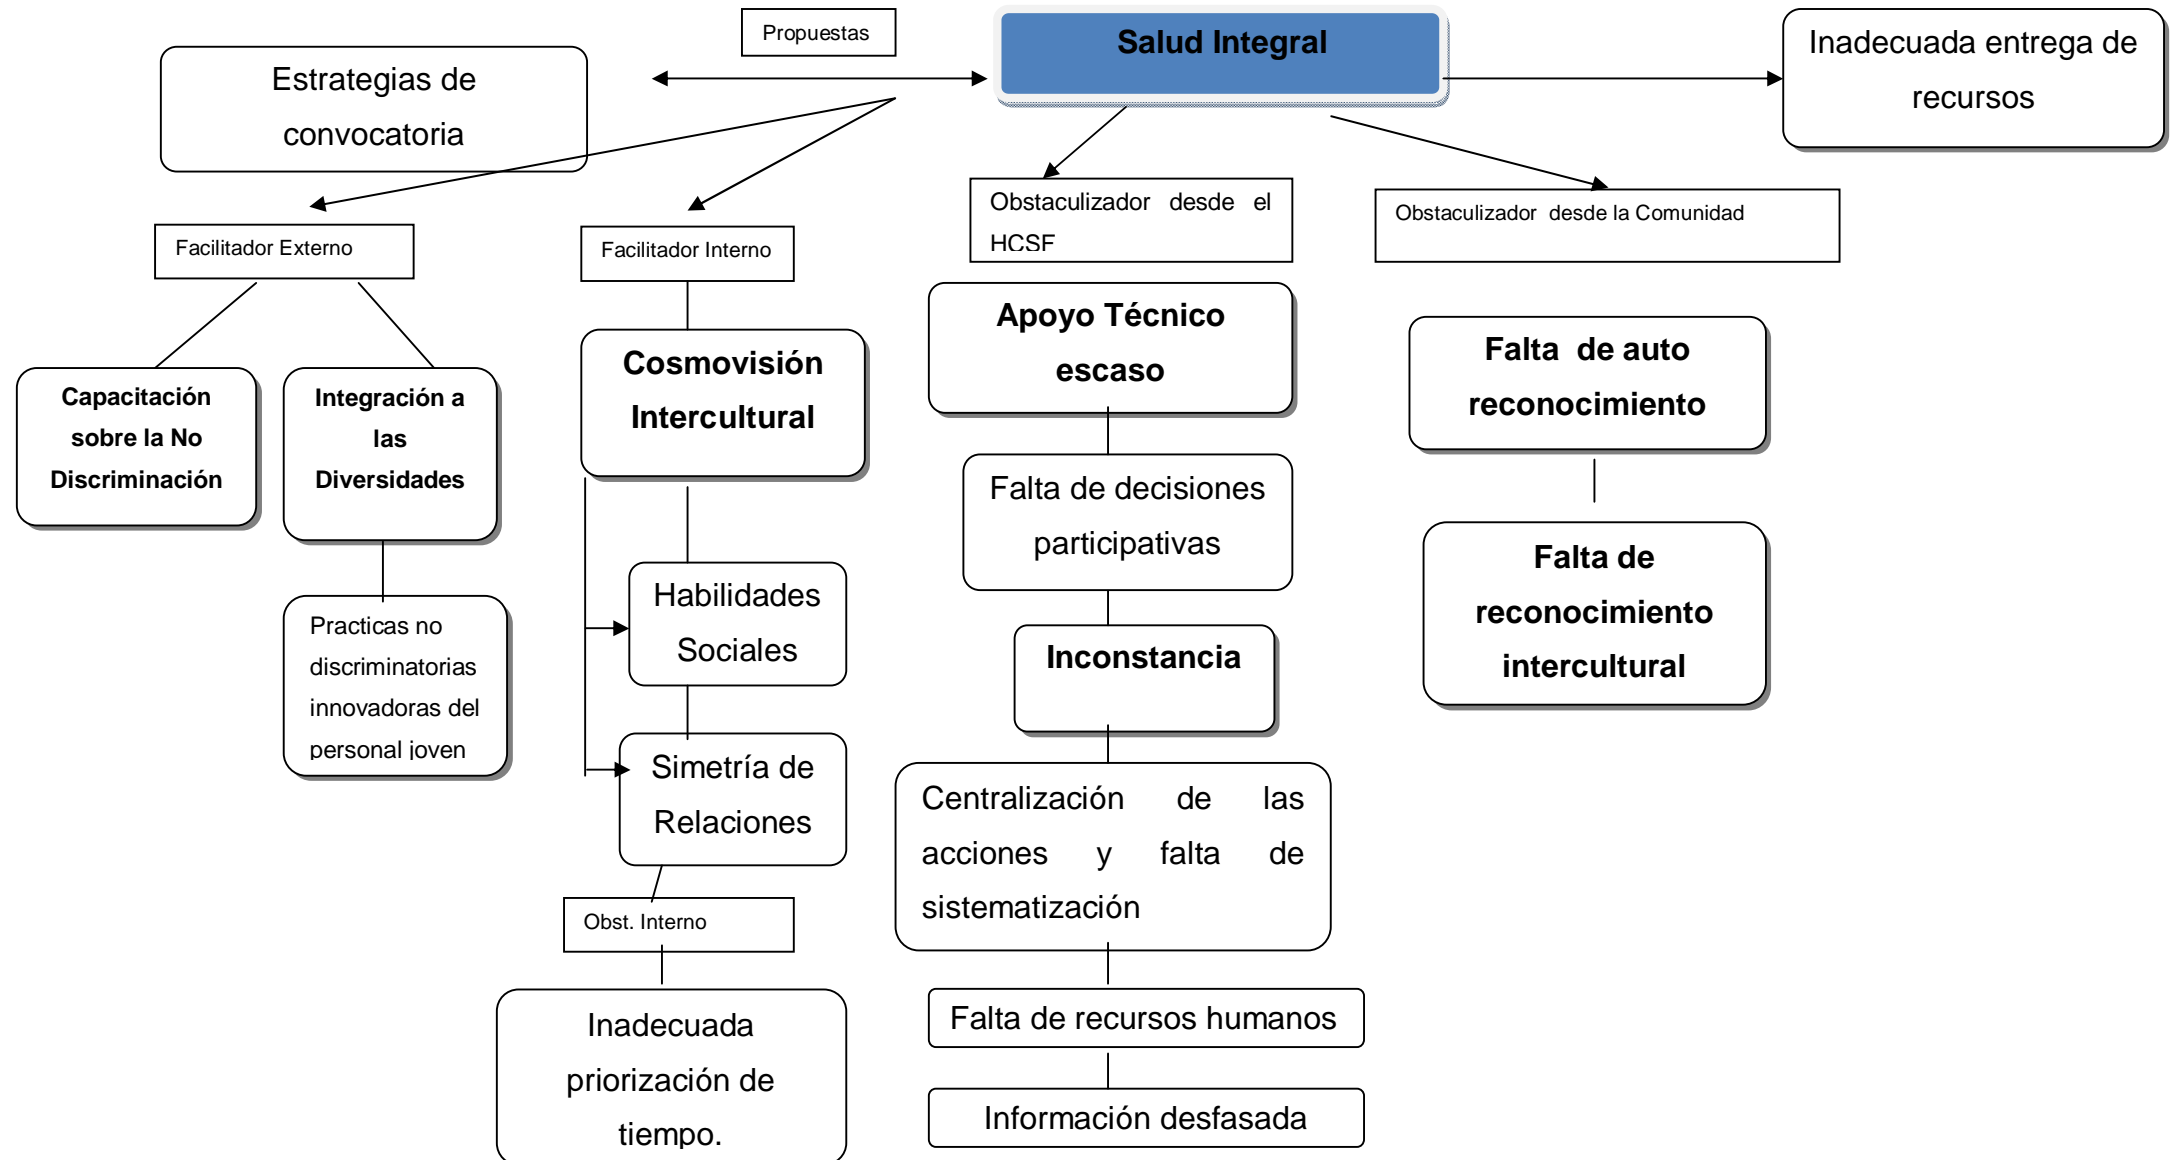 Propuestas
Salud Integral
Inadecuada entrega de
recursos
Estrategias de
convocatoria
Facilitador Externo
Facilitador Interno
Obstaculizador desde el
HCSF
Obstaculizador desde la Comunidad
Capacitación
sobre la No
Discriminación
Integración a
las
Diversidades
Practicas no
discriminatorias
innovadoras del
personal joven
Cosmovisión
Intercultural
Habilidades
Sociales
Simetría de
Relaciones
Obst. Interno
Inadecuada
priorización de
tiempo.
Apoyo Técnico
escaso
Falta de decisiones
participativas
Inconstancia
Centralización de las
acciones y falta de
sistematización
Falta de recursos humanos
Información desfasada
Falta de auto
reconocimiento
Falta de
reconocimiento
intercultural